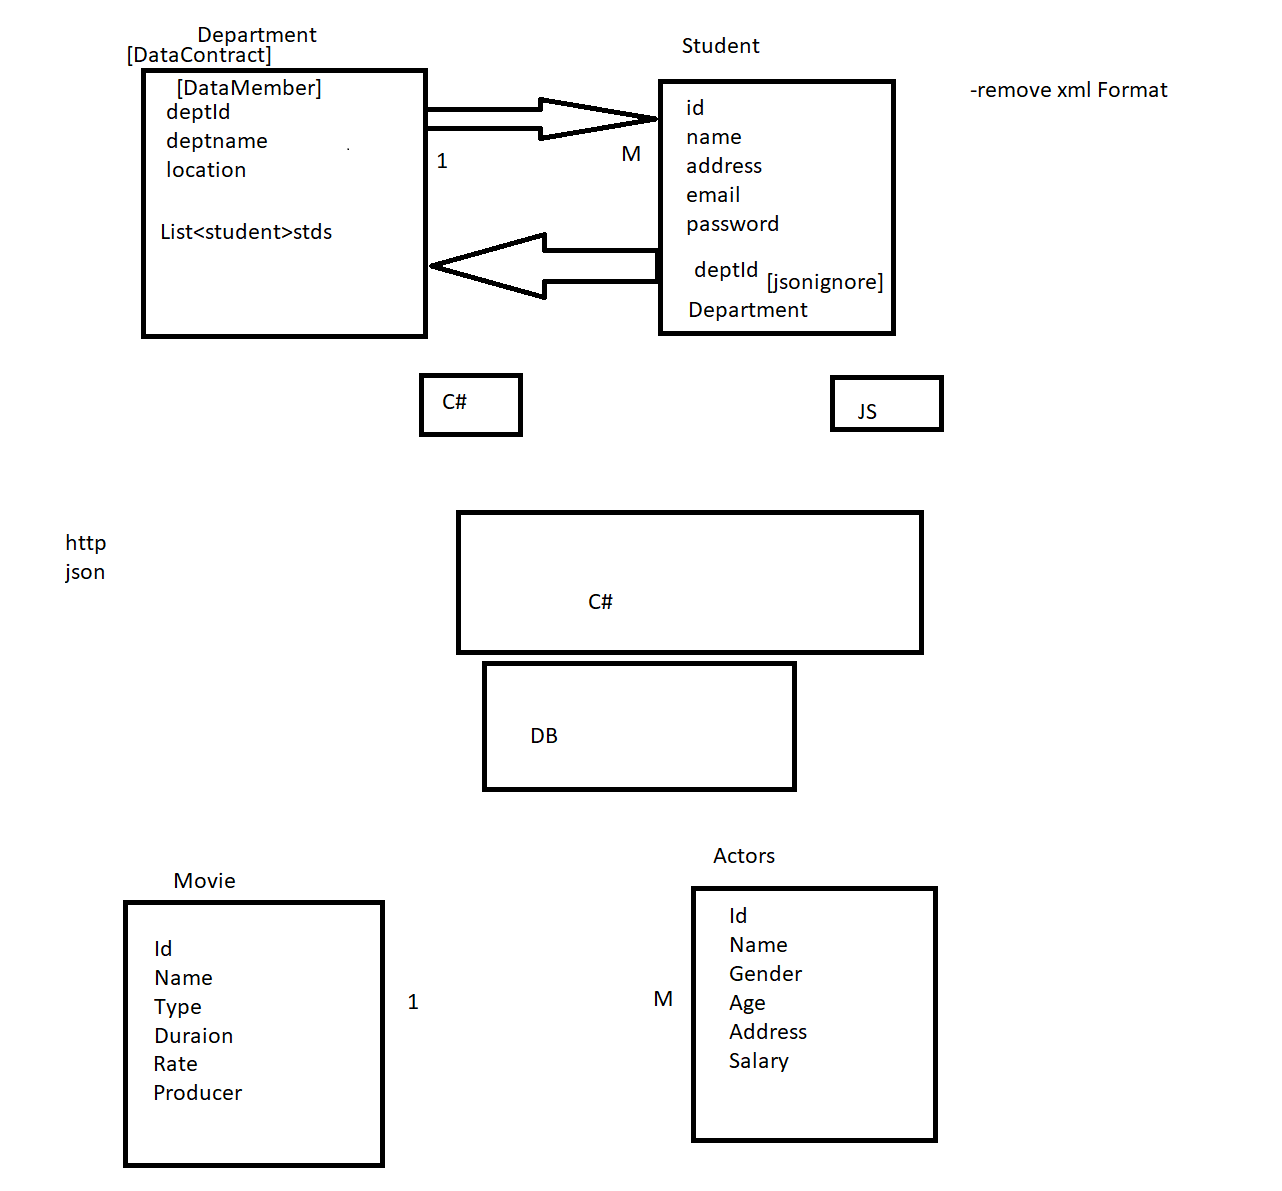 Department
[DataContract]
[DataMember]
deptId
deptname
location
List<student>stds
1
M
Student
id
name
address
email
password
deptId
[jsonignore]
Department
-remove xml Format
C#
JS
http
json
C#
DB
Movie
Id
Name
Type
Duraion
Rate
Producer
1
M
Actors
Id
Name
Gender
Age
Address
Salary